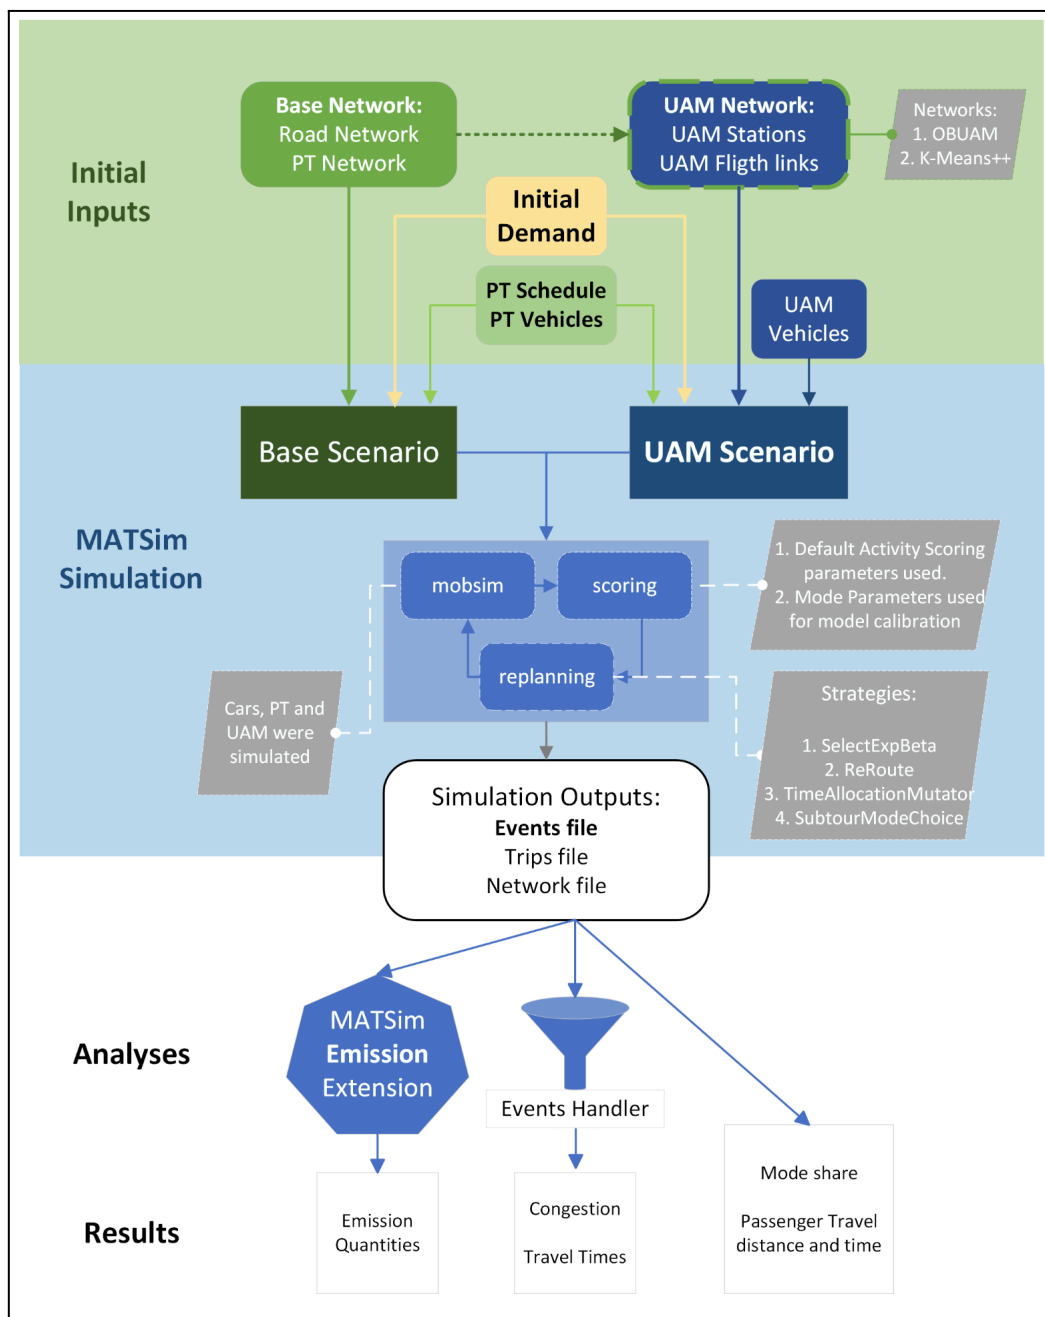 Base Network:
Road Network
PT Network
UAM Network:
UAM Stations
UAM Fligth links
Networks:
1. OBUAM
2. K-Means++
Initial
Inputs
Initial
Demand
PT Schedule
PT Vehicles
UAM
Vehicles
Base Scenario
UAM Scenario
MATSim
Simulation
mobsim
scoring
replanning
1. Default Activity Scoring
parameters used.
2. Mode Parameters used
for model calibration
Cars, PT and
UAM were
simulated
Strategies:
1. SelectExpBeta
2. ReRoute
3. TimeAllocationMutator
4. SubtourModeChoice
Simulation Outputs:
Events file
Trips file
Network file
Analyses
MATSim
Emission
Extension
Events Handler
Results
Emission
Quantities
Congestion
Travel Times
Mode share
Passenger Travel
distance and time